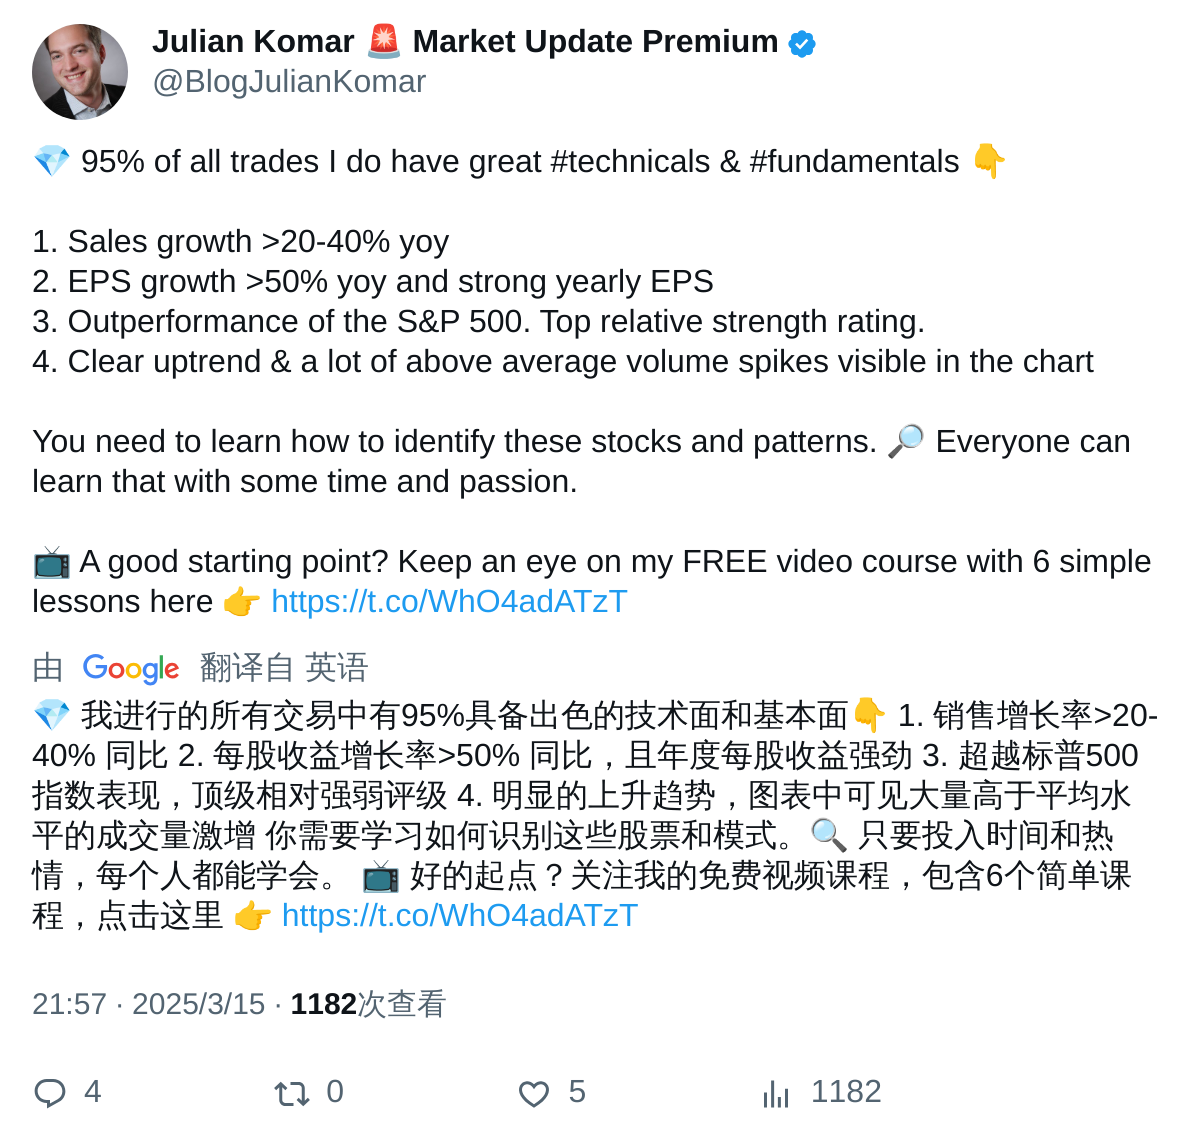 Julian Komar 🚨 Market Update Premium
@BlogJulianKomar
💎 95% of all trades I do have great #technicals & #fundamentals 👇
1. Sales growth >20-40% yoy
2. EPS growth >50% yoy and strong yearly EPS
3. Outperformance of the S&P 500. Top relative strength rating.
4. Clear uptrend & a lot of above average volume spikes visible in the chart
You need to learn how to identify these stocks and patterns. 🔎 Everyone can
learn that with some time and passion.
📺 A good starting point? Keep an eye on my FREE video course with 6 simple
lessons here 👉 https://t.co/WhO4adATzT
由 Google 翻译自 英语
💎 我进行的所有交易中有95%具备出色的技术面和基本面👇 1. 销售增长率>20-
40% 同比 2. 每股收益增长率>50% 同比，且年度每股收益强劲 3. 超越标普500
指数表现，顶级相对强弱评级 4. 明显的上升趋势，图表中可见大量高于平均水
平的成交量激增 你需要学习如何识别这些股票和模式。🔍 只要投入时间和热
情，每个人都能学会。 📺 好的起点？关注我的免费视频课程，包含6个简单课
程，点击这里 👉 https://t.co/WhO4adATzT
21:57 · 2025/3/15 · 1182次查看
4 0 5 1182